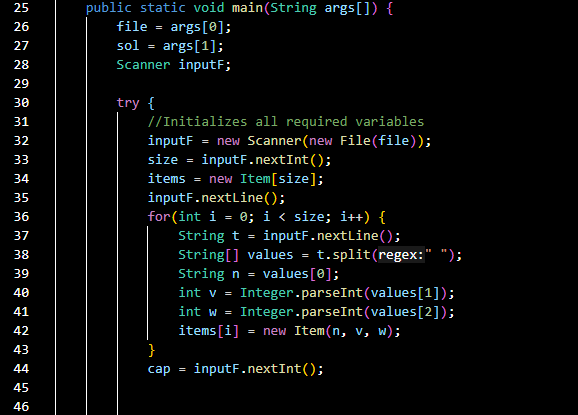 25 public static void main(String args[]) {
26 file = args[0];
27 sol = args[1];
28 Scanner inputF;
29
30 try {
31 //Initializes all required variables
32 inputF = new Scanner(new File(file));
33 size = inputF.nextInt();
34 items = new Item[size];
35 inputF.nextLine();
36 for(int i = 0; i < size; i++) {
37 String t = inputF.nextLine();
38 String[] values = t.split(regex:" ");
39 String n = values[0];
40 int v = Integer.parseInt(values[1]);
41 int w = Integer.parseInt(values[2]);
42 items[i] = new Item(n, v, w);
43 }
44 cap = inputF.nextInt();
45
46